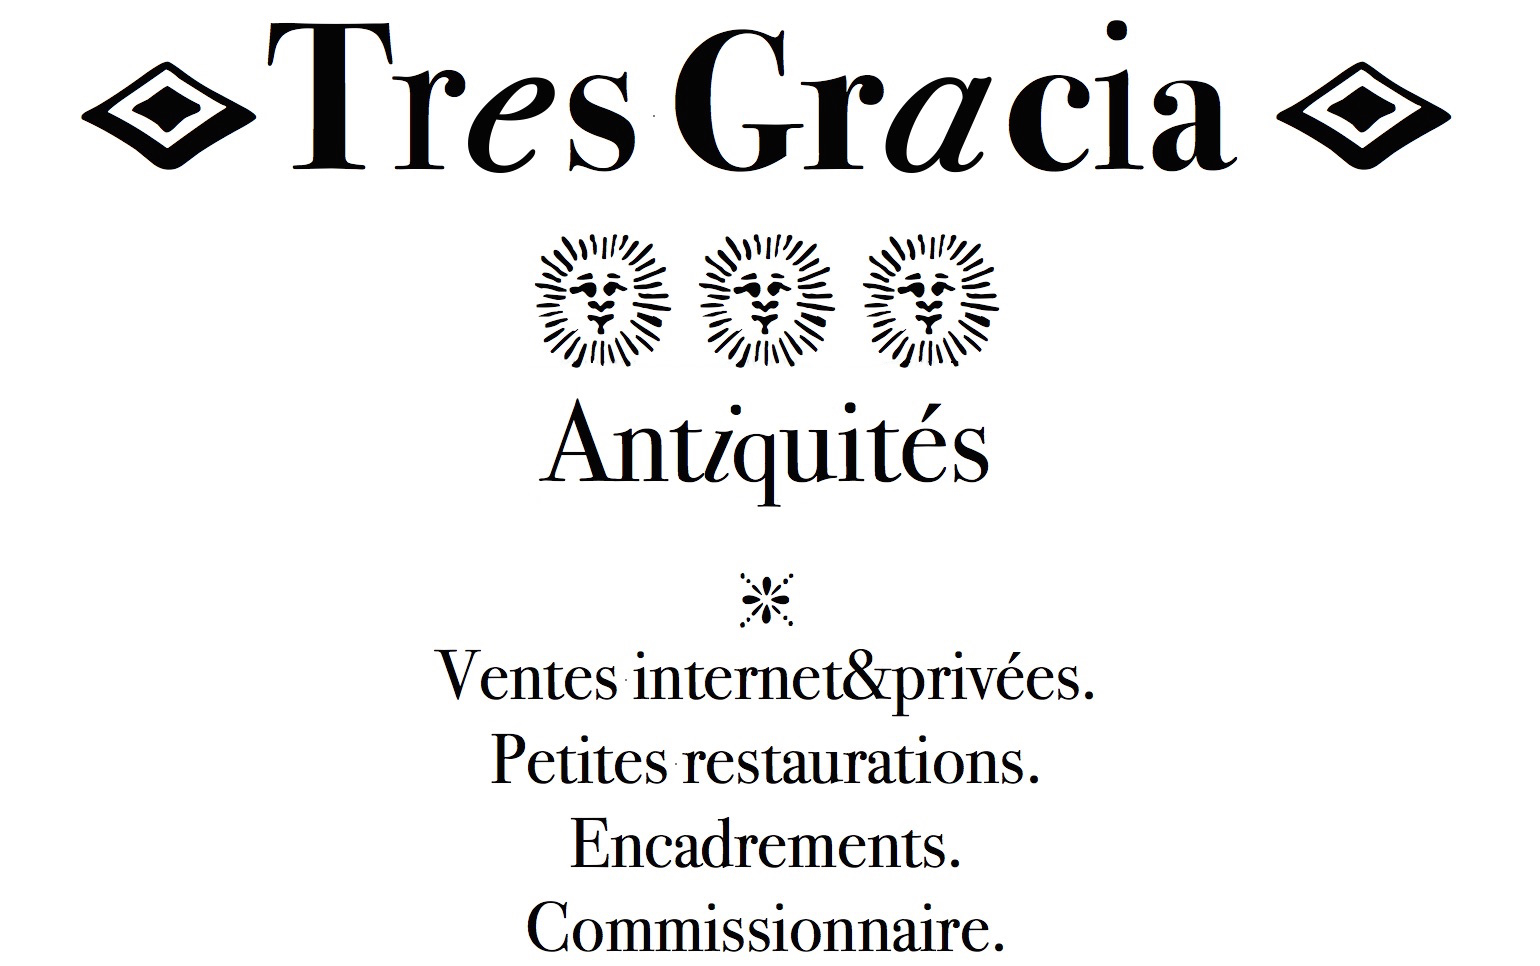 Tres Gracia
Antiquités
Ventes internet&privées.
Petites restaurations.
Encadrements.
Commissionnaire.